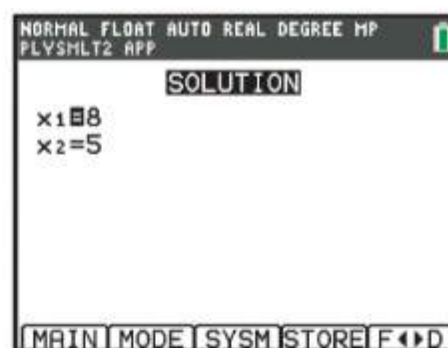 NORMAL FLOAT AUTO REAL DEGREE MP
PLYSMLT2 APP
SOLUTION
x1=8
x2=5
MAIN MODE SYSM STORE F◄►D